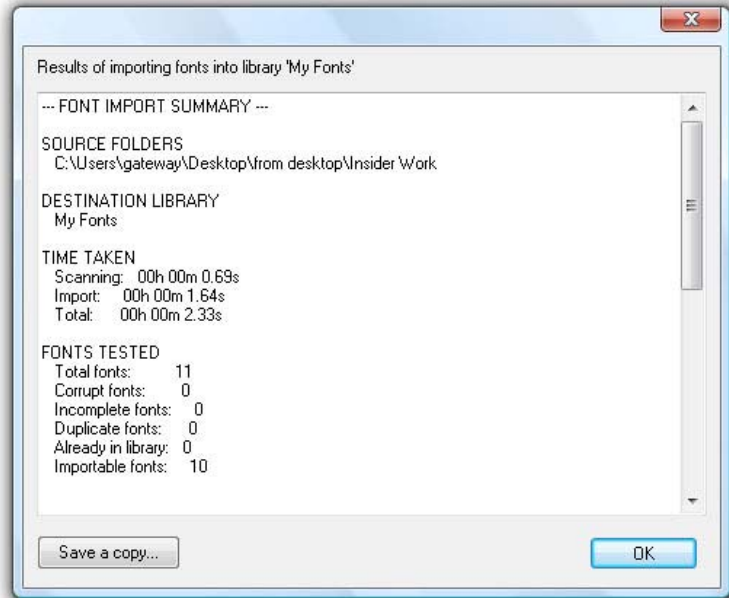 Results of importing fonts into library 'My Fonts'
--- FONT IMPORT SUMMARY ---
SOURCE FOLDERS
C:\Users\gateway\Desktop\from desktop\Insider Work
DESTINATION LIBRARY
My Fonts
TIME TAKEN
Scanning: 00h 00m 0.69s
Import: 00h 00m 1.64s
Total: 00h 00m 2.33s
FONTS TESTED
Total fonts: 11
Corrupt fonts: 0
Incomplete fonts: 0
Duplicate fonts: 0
Already in library: 0
Importable fonts: 10
Save a copy... OK